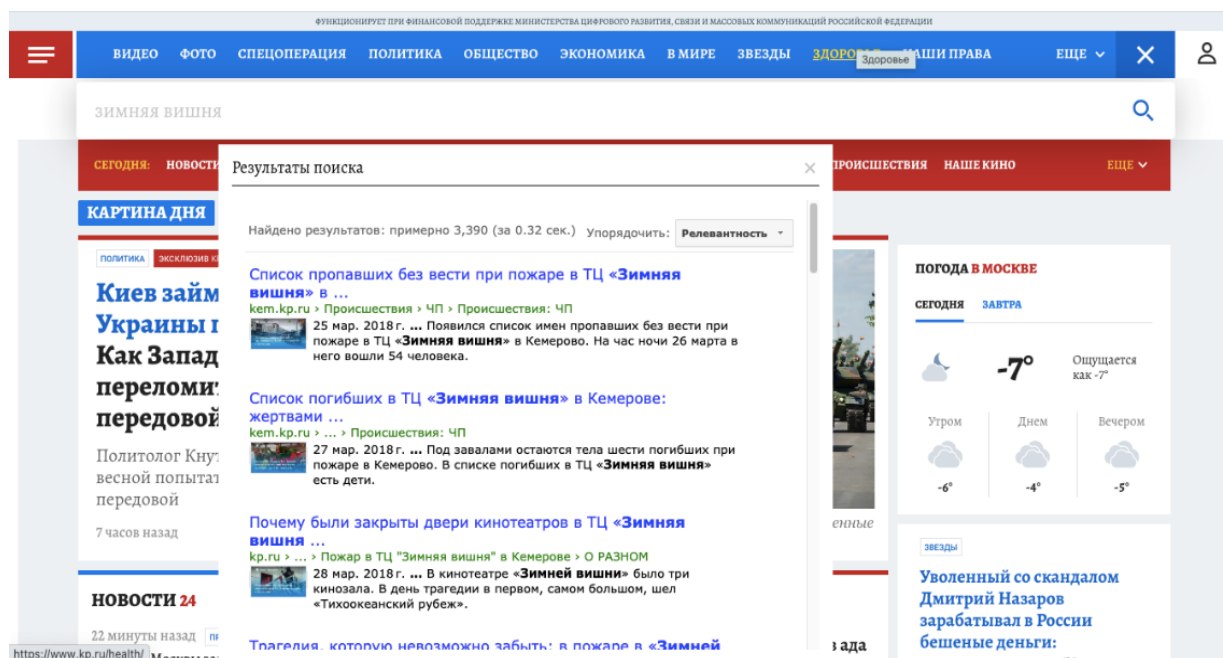 ФУНКЦИОНИРУЕТ ПРИ ФИНАНСОВОЙ ПОДДЕРЖКЕ МИНИСТЕРСТВА ЦИФРОВОГО РАЗВИТИЯ, СВЯЗИ И МАССОВЫХ КОММУНИКАЦИЙ РОССИЙСКОЙ ФЕДЕРАЦИИ
ВИДЕО ФОТО СПЕЦОПЕРАЦИЯ ПОЛИТИКА ОБЩЕСТВО ЭКОНОМИКА В МИРЕ ЗВЕЗДЫ НАШИ ПРАВА ЕЩЕ
Здоровье
ЗИМНЯЯ ВИШНЯ
СЕГОДНЯ: НОВОСТИ ПРОИСШЕСТВИЯ НАШЕ КИНО ЕЩЕ
Результаты поиска
Найдено результатов: примерно 3,390 (за 0.32 сек.) Упорядочить: Релевантность
Список пропавших без вести при пожаре в ТЦ «Зимняя
вишня» в ...
kem.kp.ru › Происшествия › ЧП › Происшествия: ЧП
25 мар. 2018 г. ... Появился список имен пропавших без вести при
пожаре в ТЦ «Зимняя вишня» в Кемерово. На час ночи 26 марта в
него вошли 54 человека.
Список погибших в ТЦ «Зимняя вишня» в Кемерове:
жертвами ...
kem.kp.ru › ... › Происшествия: ЧП
27 мар. 2018 г. ... Под завалами остаются тела шести погибших при
пожаре в Кемерово. В списке погибших в ТЦ «Зимняя вишня»
есть дети.
Почему были закрыты двери кинотеатров в ТЦ «Зимняя
вишня ...
kp.ru › ... › Пожар в ТЦ "Зимняя вишня" в Кемерове › О РАЗНОМ
28 мар. 2018 г. ... В кинотеатре «Зимней вишни» было три
кинозала. В день трагедии в первом, самом большом, шел
«Тихоокеанский рубеж».
Трагедия, которую невозможно забыть: в пожаре в «Зимней
КАРТИНА ДНЯ
ПОЛИТИКА ЭКСКЛЮЗИВ
Киев займ
Украины п
Как Запад
переломи
передовой
Политолог Кну
весной попытат
передовой
7 часов назад
НОВОСТИ 24
22 минуты назад
https://www.kp.ru/health/
енные
ада
ПОГОДА В МОСКВЕ
СЕГОДНЯ ЗАВТРА
-7° Ощущается
как -7°
Утром Днем Вечером
-6° -4° -5°
ЗВЕЗДЫ
Уволенный со скандалом
Дмитрий Назаров
зарабатывал в России
бешеные деньги: